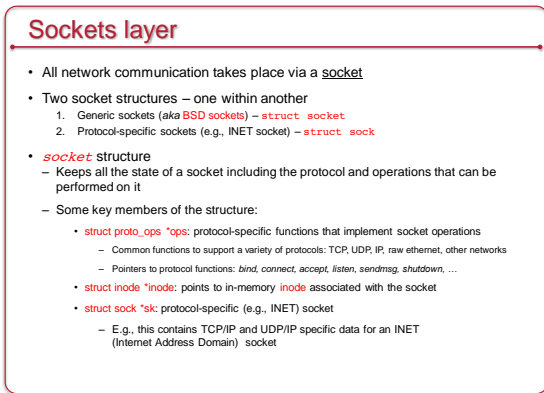 Sockets layer
• All network communication takes place via a socket
• Two socket structures – one within another
1. Generic sockets (aka BSD sockets) – struct socket
2. Protocol-specific sockets (e.g., INET socket) – struct sock
• socket structure
– Keeps all the state of a socket including the protocol and operations that can be
performed on it
– Some key members of the structure:
• struct proto_ops *ops: protocol-specific functions that implement socket operations
– Common functions to support a variety of protocols: TCP, UDP, IP, raw ethernet, other networks
– Pointers to protocol functions: bind, connect, accept, listen, sendmsg, shutdown, …
• struct inode *inode: points to in-memory inode associated with the socket
• struct sock *sk: protocol-specific (e.g., INET) socket
– E.g., this contains TCP/IP and UDP/IP specific data for an INET
(Internet Address Domain) socket